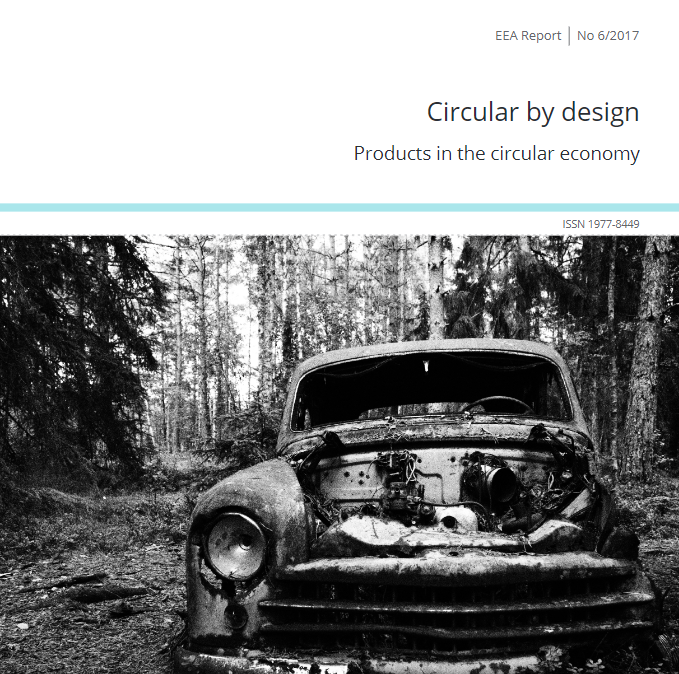 EEA Report | No 6/2017
Circular by design
Products in the circular economy
ISSN 1977-8449